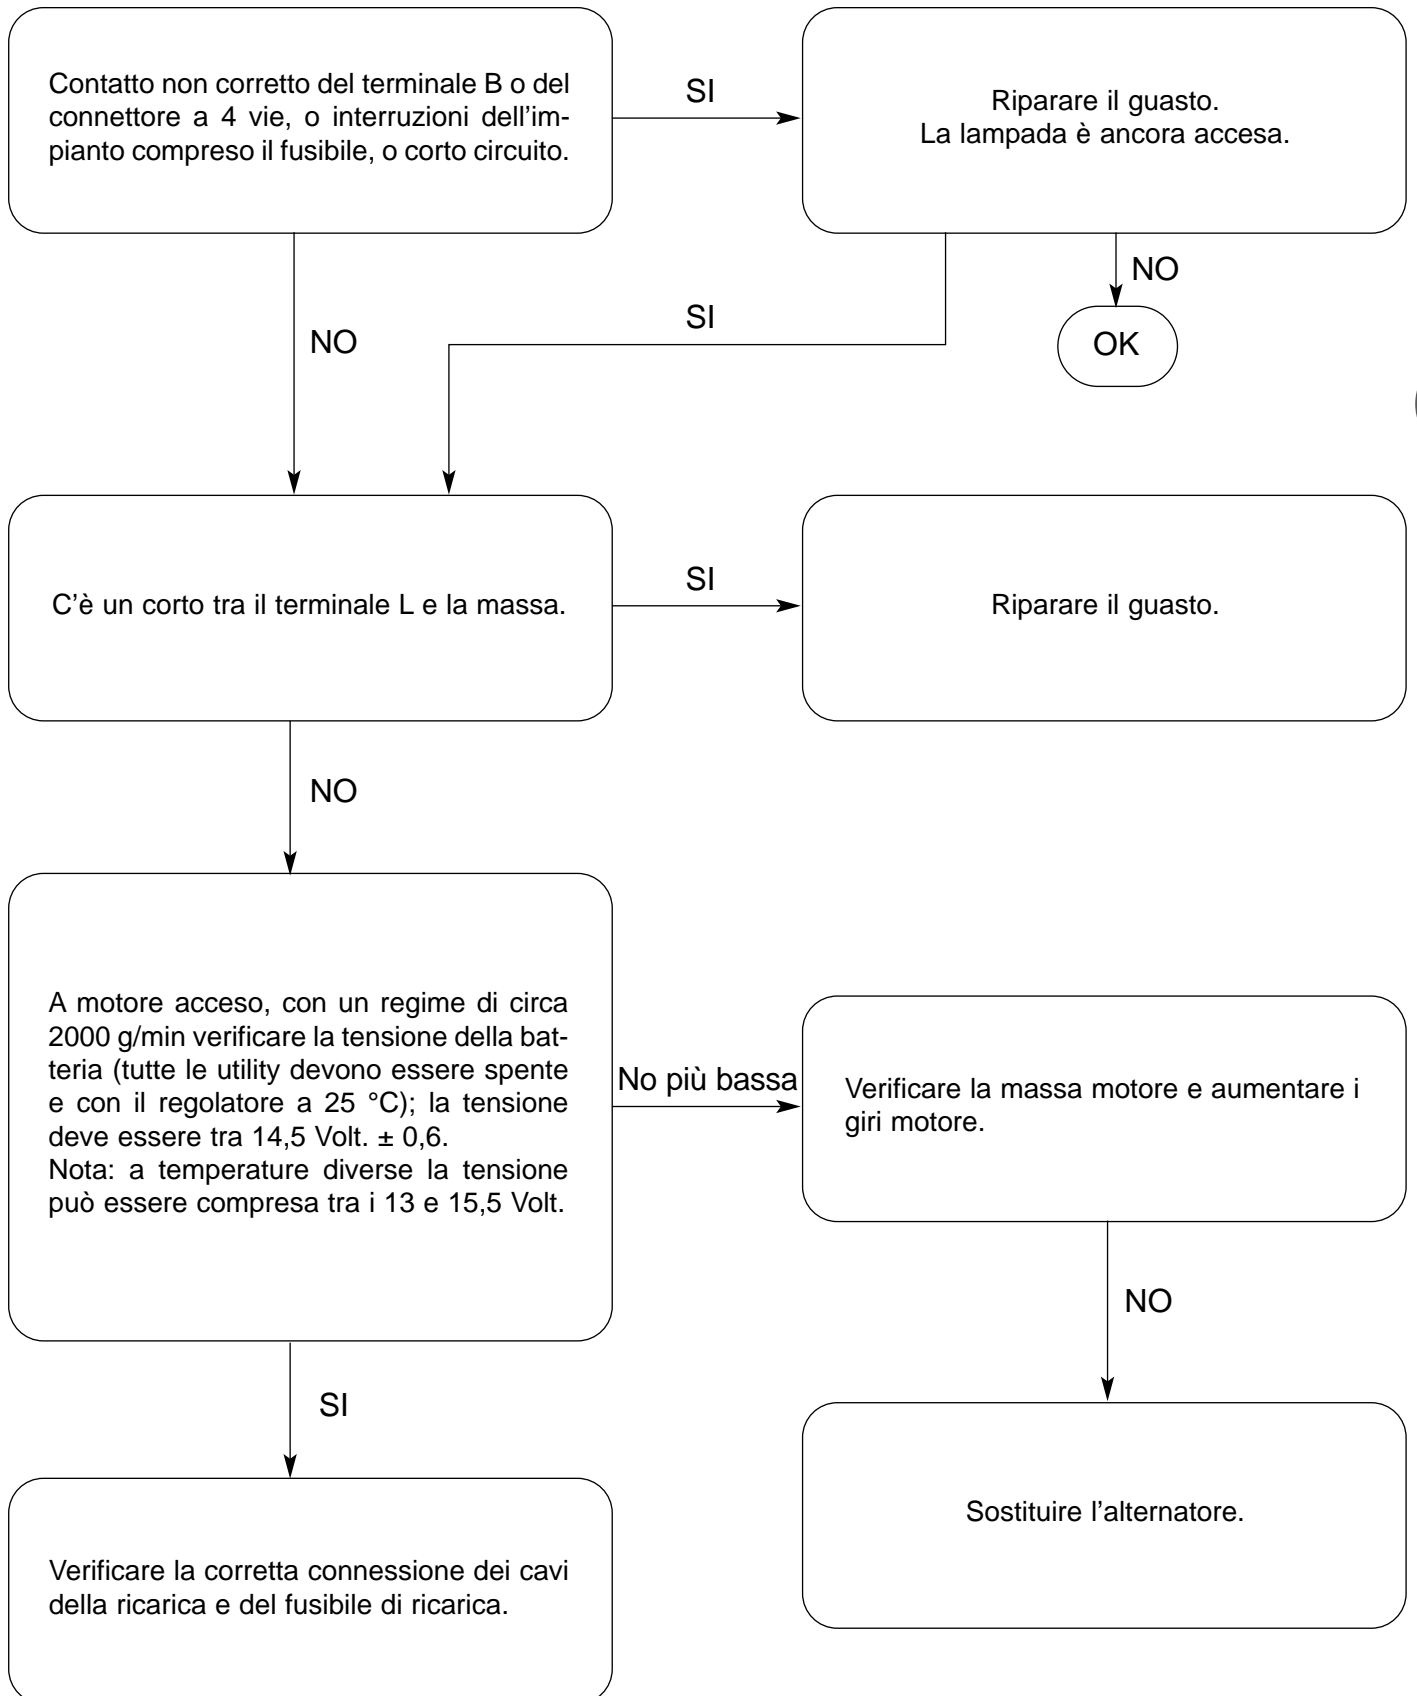 Contatto non corretto del terminale B o del
connettore a 4 vie, o interruzioni dell'im-
pianto compreso il fusibile, o corto circuito.
SI
Riparare il guasto.
La lampada è ancora accesa.
NO
SI
NO
OK
C'è un corto tra il terminale L e la massa.
SI
Riparare il guasto.
NO
A motore acceso, con un regime di circa
2000 g/min verificare la tensione della bat-
teria (tutte le utility devono essere spente
e con il regolatore a 25 °C); la tensione
deve essere tra 14,5 Volt. ± 0,6.
Nota: a temperature diverse la tensione
può essere compresa tra i 13 e 15,5 Volt.
No più bassa
Verificare la massa motore e aumentare i
giri motore.
NO
SI
Sostituire l'alternatore.
Verificare la corretta connessione dei cavi
della ricarica e del fusibile di ricarica.